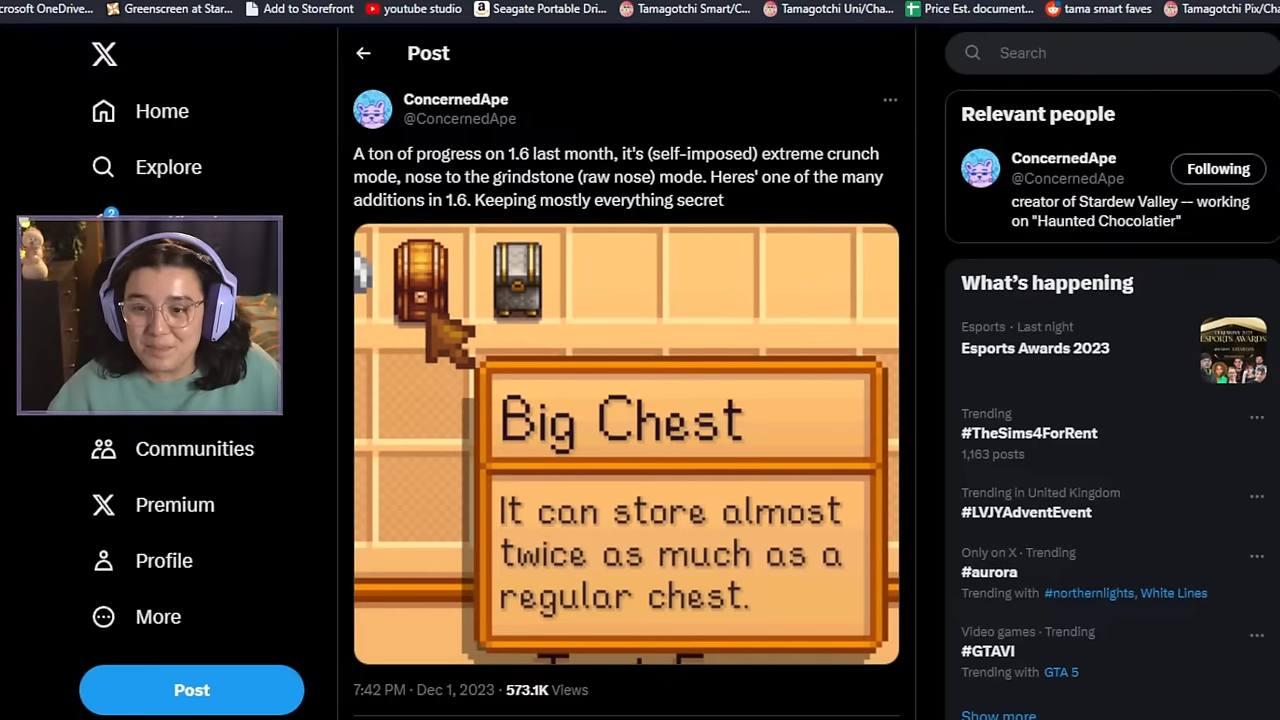 crosoft OneDrive...
Greenscreen at Star...
Add to Storefront
youtube studio
Seagate Portable Dri...
Tamagotchi Smart/C...
Tamagotchi Uni/Cha...
Price Est. document...
tama smart faves
Tamagotchi Pix/Cha
Home
Explore
2
Communities
Premium
Profile
More
Post
Post
ConcernedApe
@ConcernedApe
A ton of progress on 1.6 last month, it's (self-imposed) extreme crunch
mode, nose to the grindstone (raw nose) mode. Heres' one of the many
additions in 1.6. Keeping mostly everything secret
Big Chest
It can store almost
twice as much as a
regular chest.
7:42 PM · Dec 1, 2023 · 573.1K Views
Search
Relevant people
ConcernedApe
@ConcernedApe
Following
creator of Stardew Valley -- working
on "Haunted Chocolatier"
What's happening
Esports · Last night
Esports Awards 2023
ESPORTS AWARDS
Trending
#TheSims4ForRent
1,163 posts
Trending in United Kingdom
#LVJYAdventEvent
Only on X · Trending
#aurora
Trending with #northernlights, White Lines
Video games · Trending
#GTAVI
Trending with GTA 5
Show more